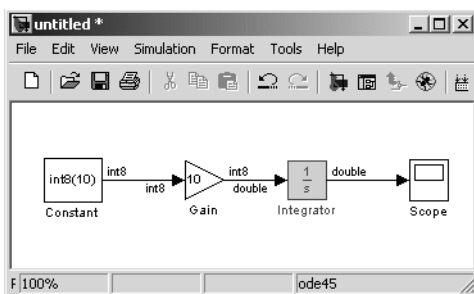 untitled *
File Edit View Simulation Format Tools Help
int8(10)
int8
int8
10
int8
double
1
s
double
Constant
Gain
Integrator
Scope
F 100%
ode45